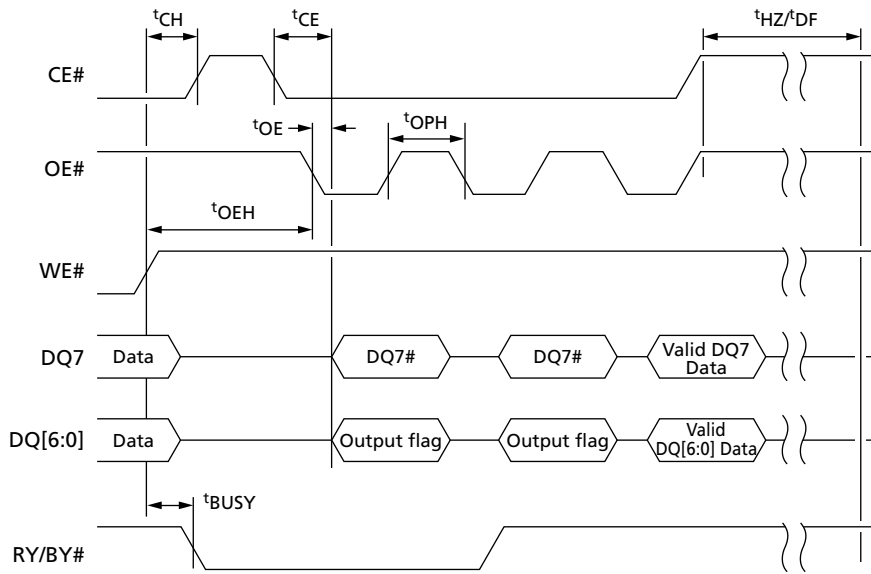 tCH
tCE
tHZ/tDF
CE#
tOE
tOPH
OE#
tOEH
WE#
DQ7
Data
DQ7#
DQ7#
Valid DQ7
Data
DQ[6:0]
Data
Output flag
Output flag
Valid
DQ[6:0] Data
tBUSY
RY/BY#